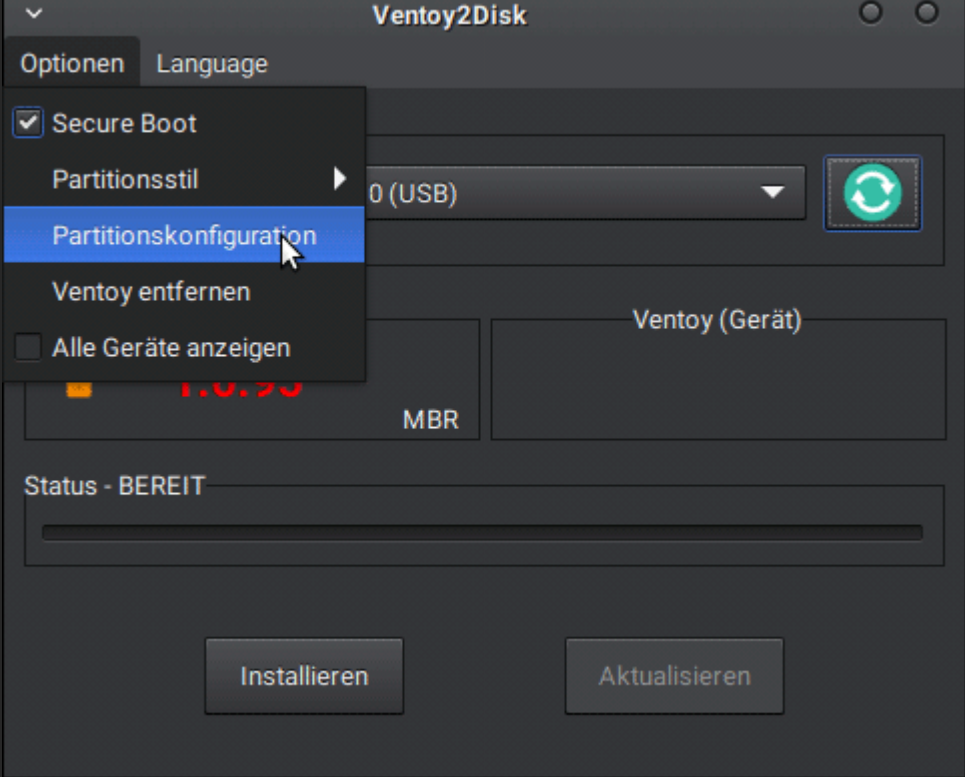 Ventoy2Disk
Optionen Language
Secure Boot
Partitionsstil
0 (USB)
Partitionskonfiguration
Ventoy entfernen
Ventoy (Gerät)
Alle Geräte anzeigen
MBR
Status - BEREIT
Installieren Aktualisieren